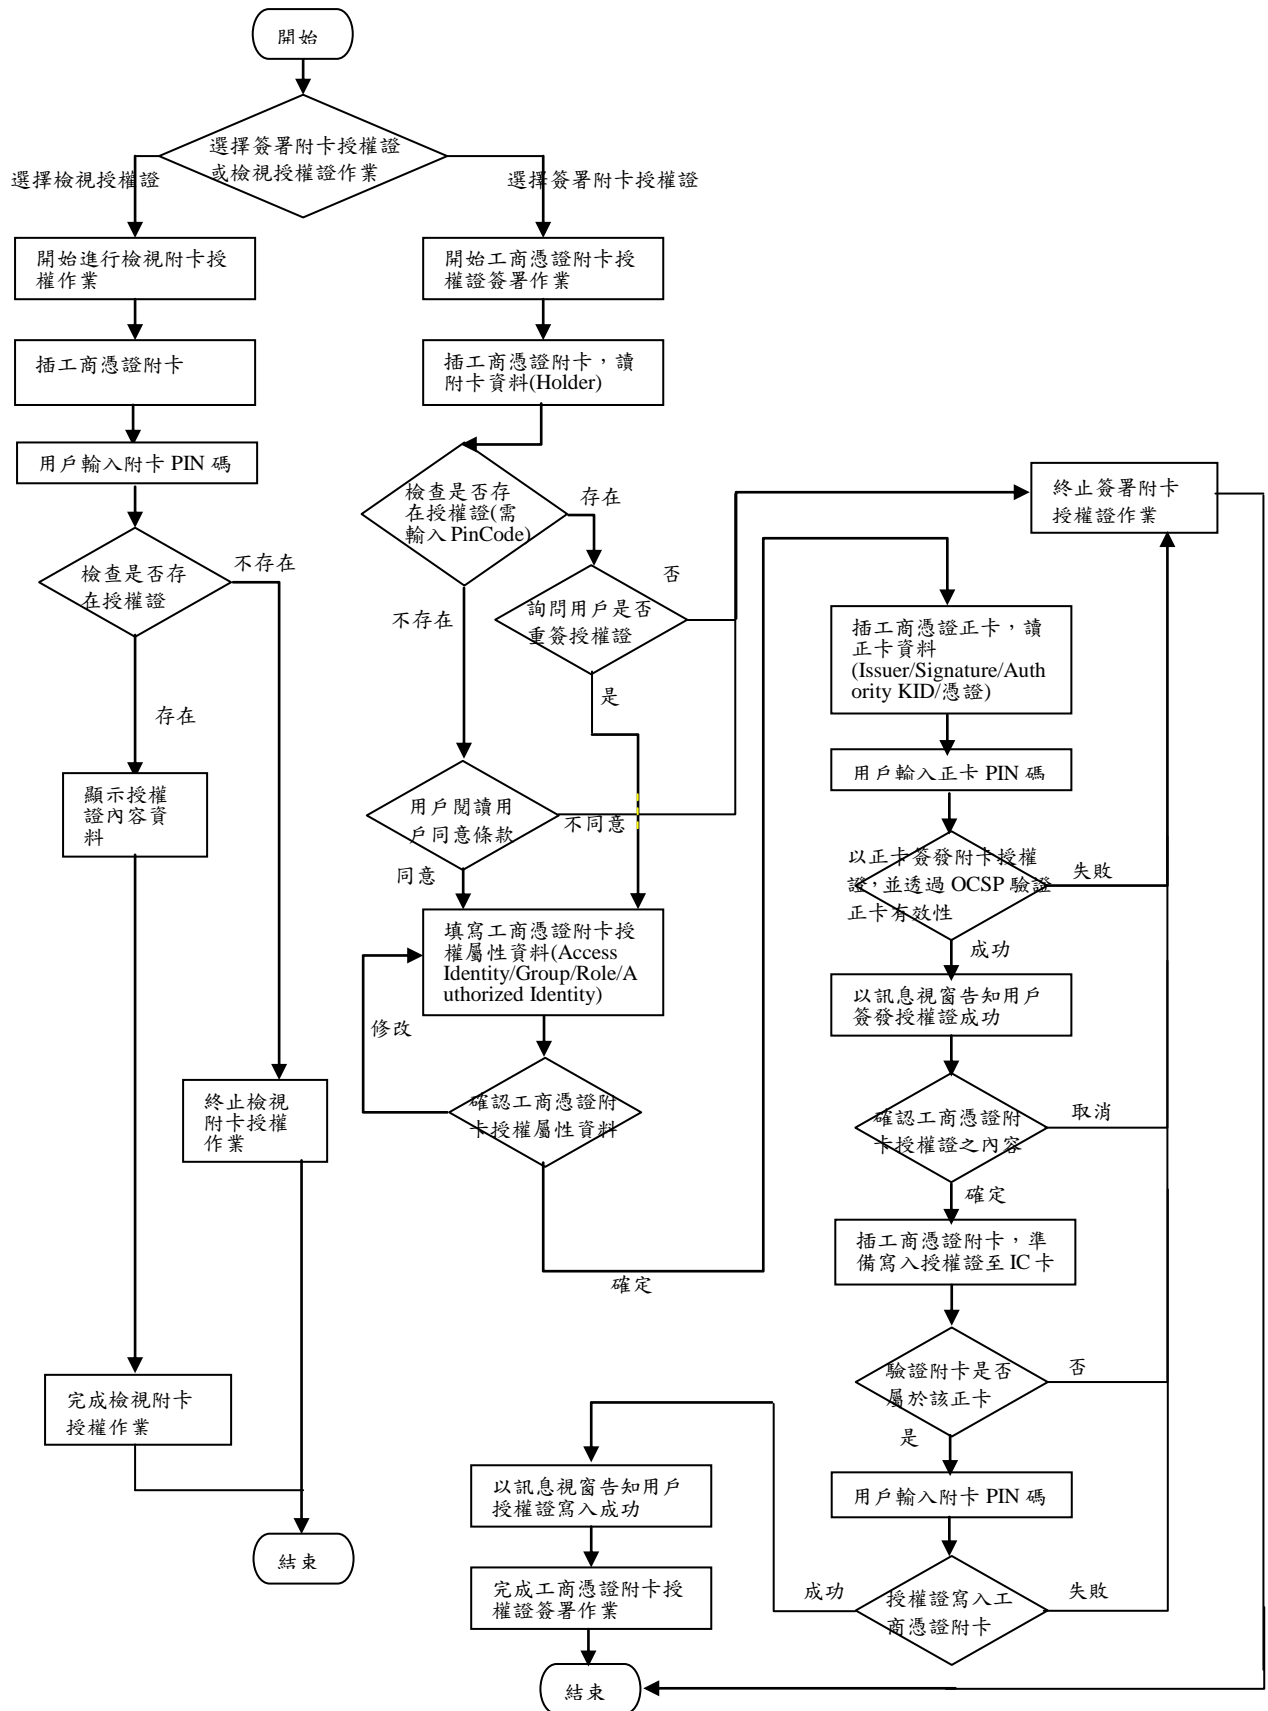 開始
選擇簽署附卡授權證
或檢視授權證作業
選擇檢視授權證
選擇簽署附卡授權證
開始進行檢視附卡授
權作業
插工商憑證附卡
用戶輸入附卡 PIN 碼
檢查是否存
在授權證
不存在
存在
顯示授權
證內容資
料
終止檢視
附卡授權
作業
完成檢視附卡
授權作業
結束
開始工商憑證附卡授
權證簽署作業
插工商憑證附卡，讀
附卡資料(Holder)
檢查是否存
在授權證(需
輸入 PinCode)
存在
不存在
詢問用戶是否
重簽授權證
否
是
用戶閱讀用
戶同意條款
不同意
同意
填寫工商憑證附卡授
權屬性資料(Access
Identity/Group/Role/A
uthorized Identity)
修改
確認工商憑證附
卡授權屬性資料
確定
終止簽署附卡
授權證作業
插工商憑證正卡，讀
正卡資料
(Issuer/Signature/Auth
ority KID/憑證)
用戶輸入正卡 PIN 碼
以正卡簽發附卡授權
證，並透過 OCSP 驗證
正卡有效性
失敗
成功
以訊息視窗告知用戶
簽發授權證成功
確認工商憑證附
卡授權證之內容
取消
確定
插工商憑證附卡，準
備寫入授權證至 IC 卡
驗證附卡是否
屬於該正卡
否
是
用戶輸入附卡 PIN 碼
授權證寫入工
商憑證附卡
失敗
成功
以訊息視窗告知用戶
授權證寫入成功
完成工商憑證附卡授
權證簽署作業
結束